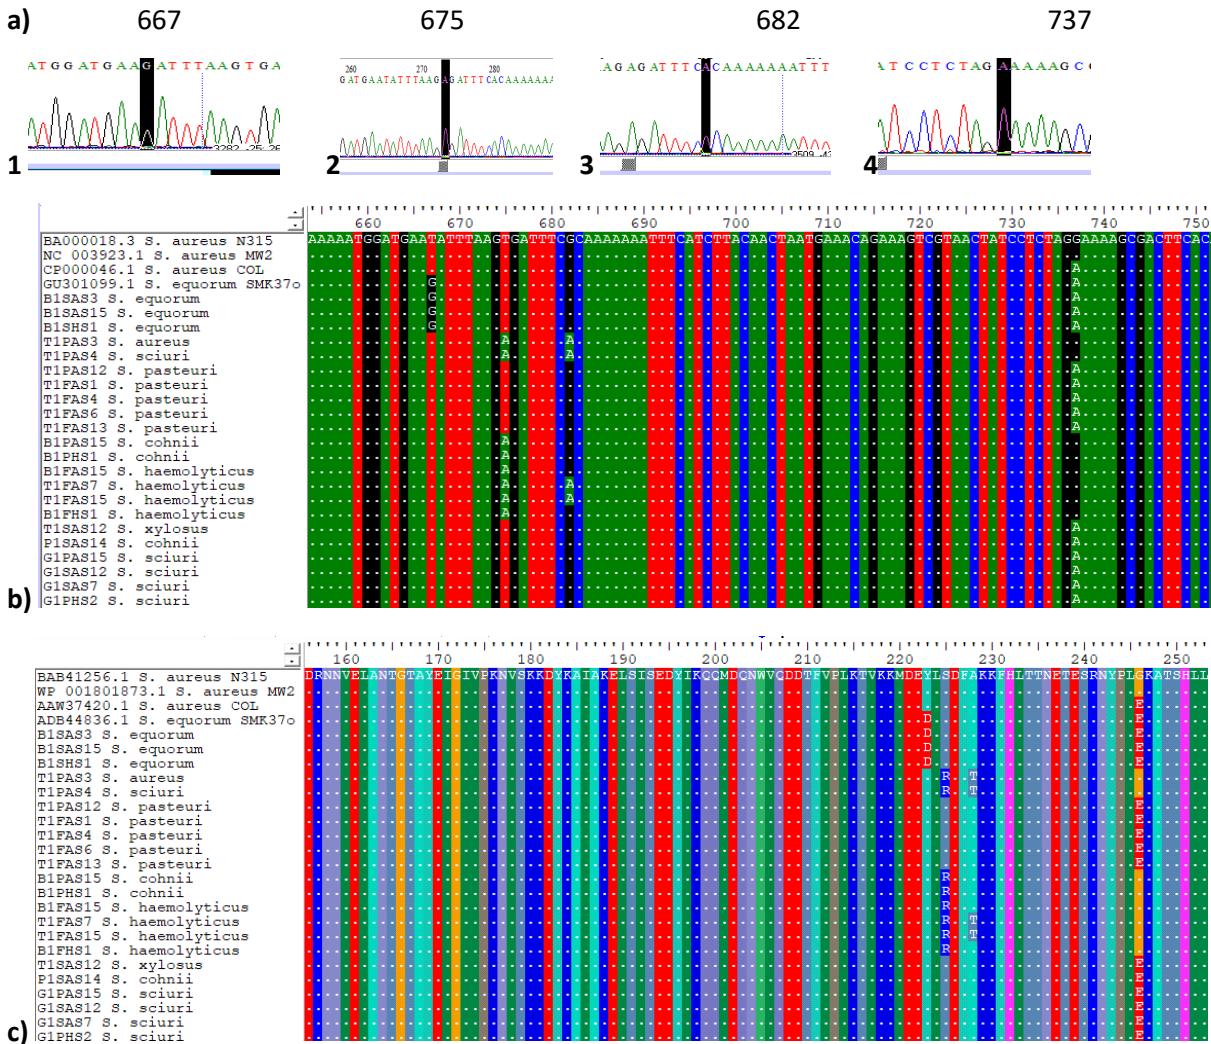 a) 667 675 682 737
ATGGATGAAGATTTAAGTGA
260 270 280
GATGAATATTTAAGAGATTTCACAAAAAAA
AGAGATTTCACAAAAAAATTT
ATCCTCTAGAAAAAGC
1 2 3 4
660 670 680 690 700 710 720 730 740 750
BA000018.3 S. aureus N315 AAAAATGGATGAATATTTAAGTGATTTCGCAAAAAAATTTCATCTTACAACTAATGAAACAGAAAGTCGTAACTATCCTCTAGGAAAAGCGACTTCAC
NC 003923.1 S. aureus MW2
CP000046.1 S. aureus COL A
GU301099.1 S. equorum SMK37o G A
B1SAS3 S. equorum G A
B1SAS15 S. equorum G A
B1SHS1 S. equorum G A
T1PAS3 S. aureus A A
T1PAS4 S. sciuri A A
T1PAS12 S. pasteuri A
T1FAS1 S. pasteuri A
T1FAS4 S. pasteuri A
T1FAS6 S. pasteuri A
T1FAS13 S. pasteuri A
B1PAS15 S. cohnii A
B1PHS1 S. cohnii A
B1FAS15 S. haemolyticus A
T1FAS7 S. haemolyticus A A
T1FAS15 S. haemolyticus A A
B1FHS1 S. haemolyticus A
T1SAS12 S. xylosus A
P1SAS14 S. cohnii A
G1PAS15 S. sciuri A
G1SAS12 S. sciuri A
G1SAS7 S. sciuri A
b) G1PHS2 S. sciuri A
160 170 180 190 200 210 220 230 240 250
BAB41256.1 S. aureus N315 DRNNVELANTGTAYEIGIVPKNVSKKDYKAIAKELSISEDYIKQQMDQNWVQDDTFVPLKTVKKMDEYLSDFAKKFHLTTNETESRNYPLGKATSHLL
WP 001801873.1 S. aureus MW2
AAW37420.1 S. aureus COL E
ADB44836.1 S. equorum SMK37o D E
B1SAS3 S. equorum D E
B1SAS15 S. equorum D E
B1SHS1 S. equorum D E
T1PAS3 S. aureus R T
T1PAS4 S. sciuri R T
T1PAS12 S. pasteuri E
T1FAS1 S. pasteuri E
T1FAS4 S. pasteuri E
T1FAS6 S. pasteuri E
T1FAS13 S. pasteuri E
B1PAS15 S. cohnii R
B1PHS1 S. cohnii R
B1FAS15 S. haemolyticus R
T1FAS7 S. haemolyticus R T
T1FAS15 S. haemolyticus R T
B1FHS1 S. haemolyticus R
T1SAS12 S. xylosus E
P1SAS14 S. cohnii E
G1PAS15 S. sciuri E
G1SAS12 S. sciuri E
G1SAS7 S. sciuri E
c) G1PHS2 S. sciuri E